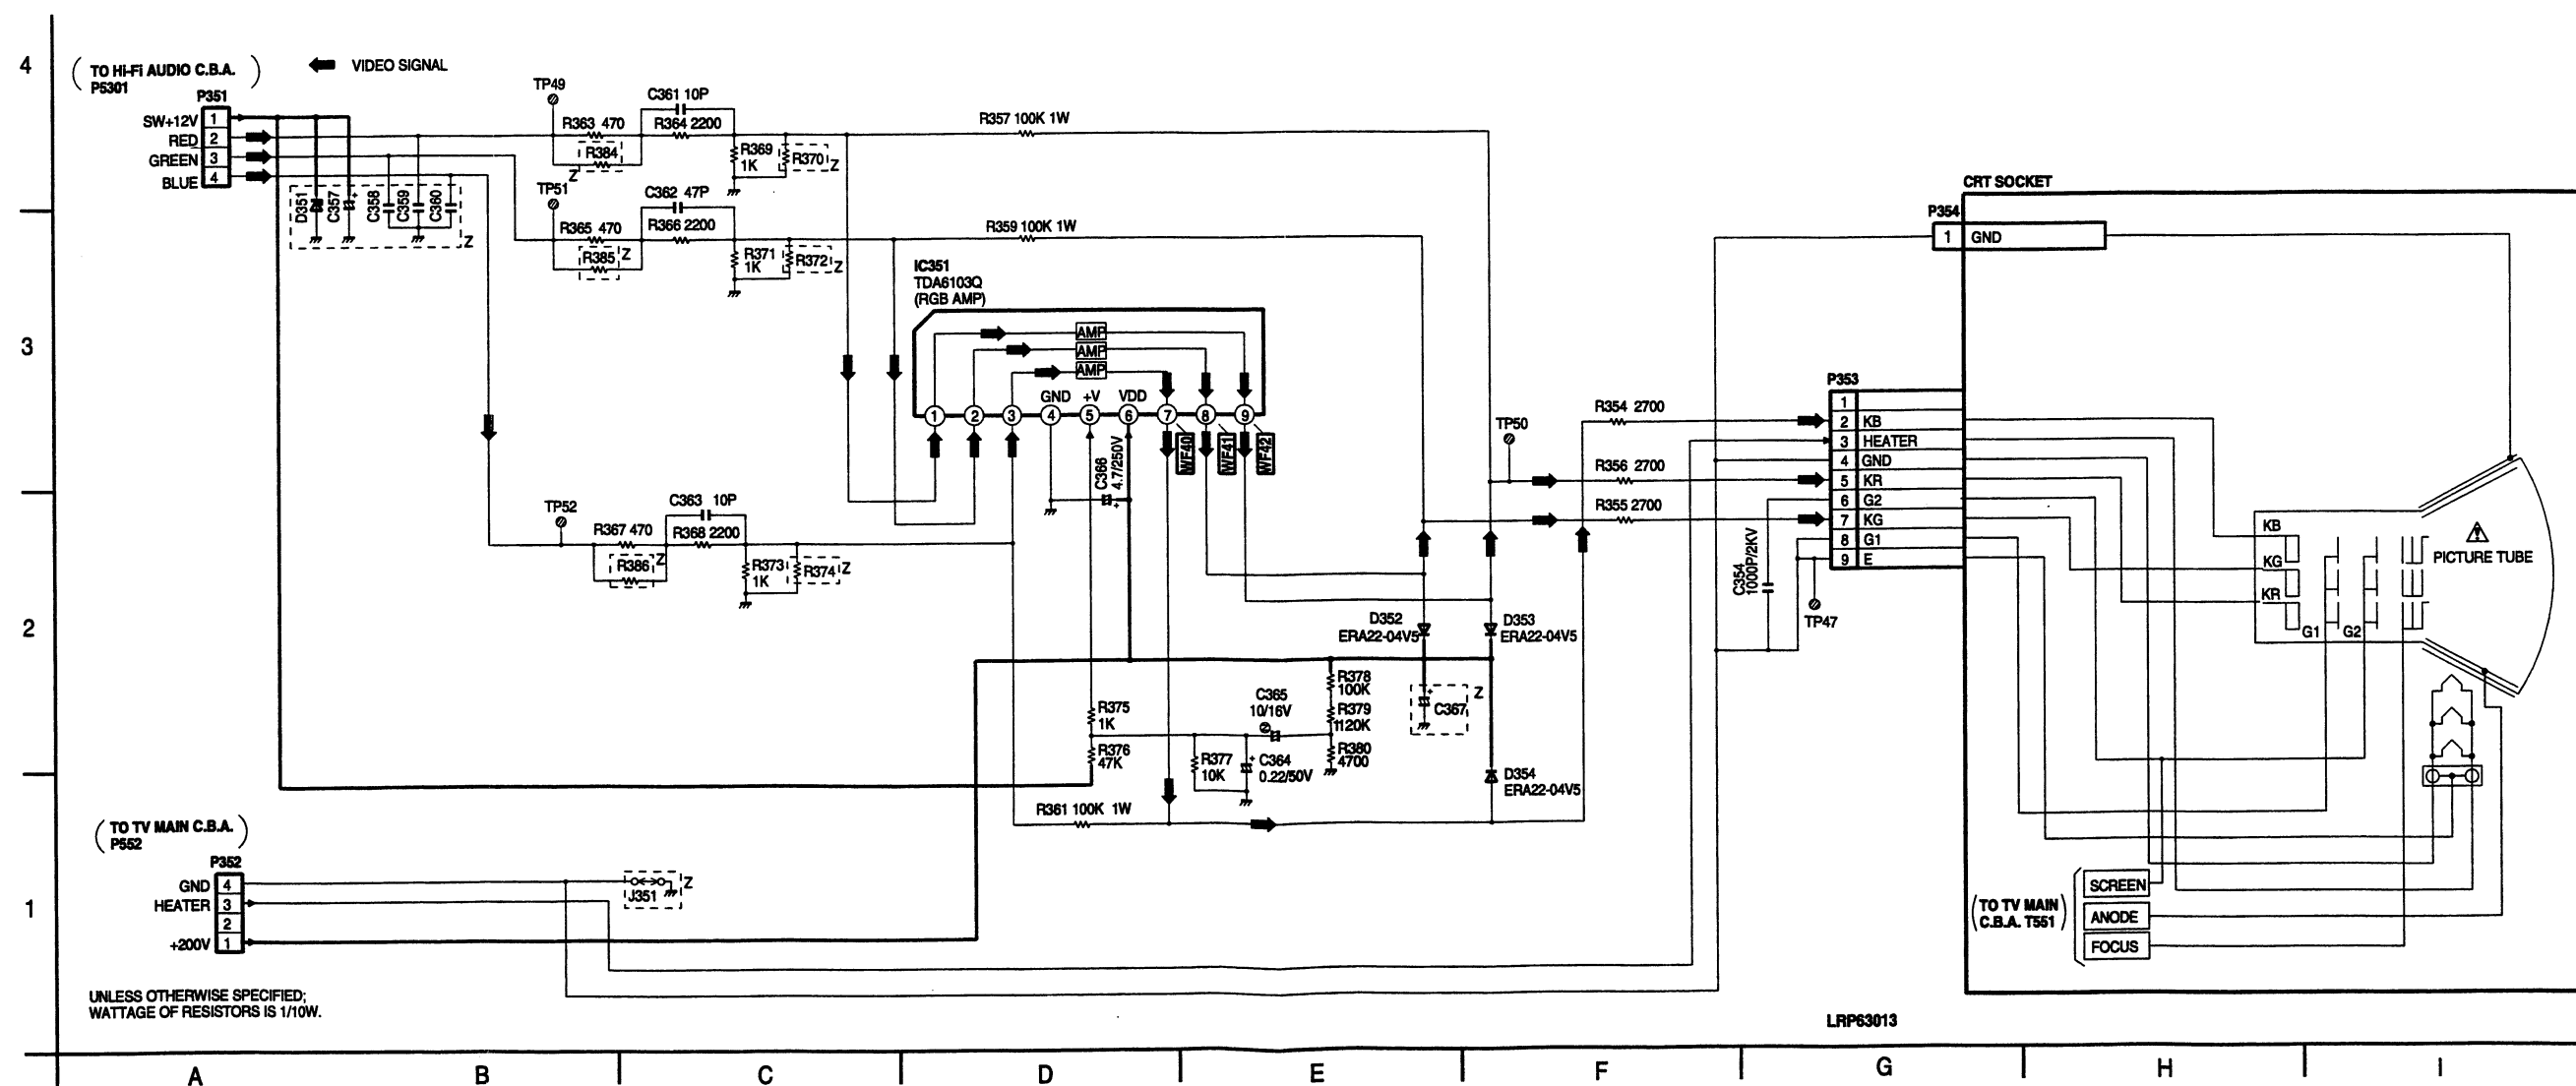 4
TO Hi-Fi AUDIO C.B.A.
P5301
VIDEO SIGNAL
P351
SW+12V 1
RED 2
GREEN 3
BLUE 4
D351
C357
C358
C359
C360
Z
TP49
R363 470
R384
Z
C361 10P
R364 2200
R369
1K
R370
Z
R357 100K 1W
TP51
R365 470
R385
Z
C362 47P
R366 2200
R371
1K
R372
Z
R359 100K 1W
IC351
TDA6103Q
(RGB AMP)
AMP
AMP
AMP
GND +V VDD
1 2 3 4 5 6 7 8 9
WF40
WF41
WF42
C366
4.7/250V
CRT SOCKET
P354
1 GND
3
P353
1
2 KB
3 HEATER
4 GND
5 KR
6 G2
7 KG
8 G1
9 E
R354 2700
TP50
R356 2700
R355 2700
C354
1000P/2KV
TP47
TP52
R367 470
R386
Z
C363 10P
R368 2200
R373
1K
R374
Z
KB
KG
KR
G1
G2
PICTURE TUBE
2
D352
ERA22-04V5
D353
ERA22-04V5
R378
100K
R379
120K
R380
4700
C367
Z
C365
10/16V
R375
1K
R376
47K
R377
10K
C364
0.22/50V
D354
ERA22-04V5
R361 100K 1W
TO TV MAIN C.B.A.
P552
P352
GND 4
HEATER 3
2
+200V 1
J351
Z
1
SCREEN
ANODE
FOCUS
(TO TV MAIN
C.B.A. T551)
UNLESS OTHERWISE SPECIFIED;
WATTAGE OF RESISTORS IS 1/10W.
LRP63013
A B C D E F G H I